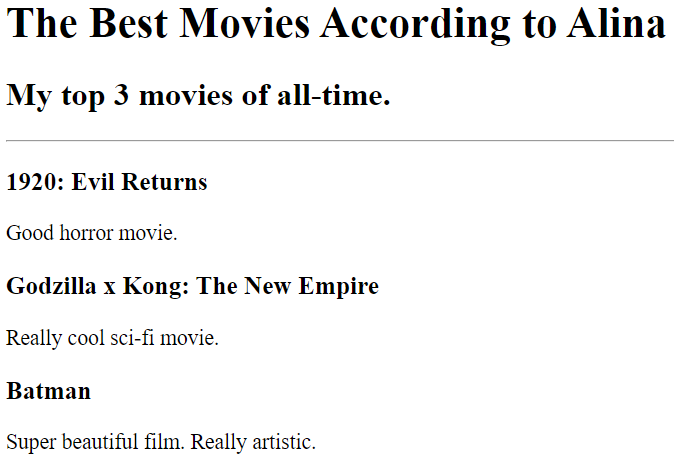 The Best Movies According to Alina
My top 3 movies of all-time.
1920: Evil Returns
Good horror movie.
Godzilla x Kong: The New Empire
Really cool sci-fi movie.
Batman
Super beautiful film. Really artistic.